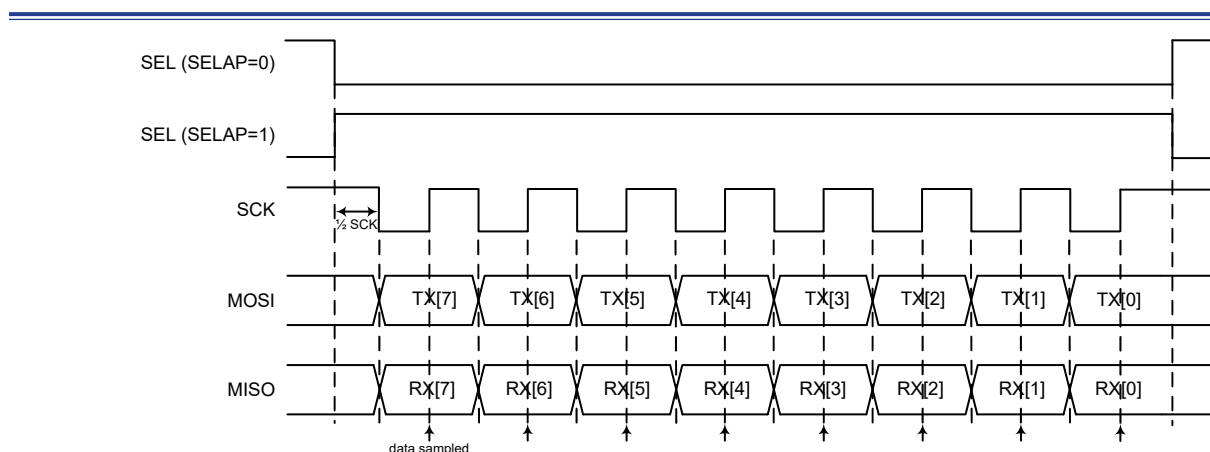 SEL (SELAP=0)
SEL (SELAP=1)
SCK
½ SCK
MOSI
TX[7] TX[6] TX[5] TX[4] TX[3] TX[2] TX[1] TX[0]
MISO
RX[7] RX[6] RX[5] RX[4] RX[3] RX[2] RX[1] RX[0]
data sampled